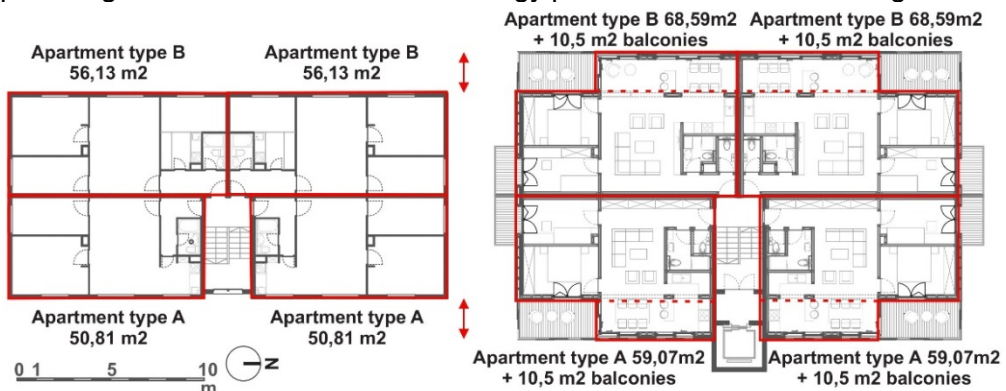 Apartment type B
56,13 m2
Apartment type B
56,13 m2
Apartment type A
50,81 m2
Apartment type A
50,81 m2
0 1 5 10
m
N
Apartment type B 68,59m2
+ 10,5 m2 balconies
Apartment type B 68,59m2
+ 10,5 m2 balconies
Apartment type A 59,07m2
+ 10,5 m2 balconies
Apartment type A 59,07m2
+ 10,5 m2 balconies